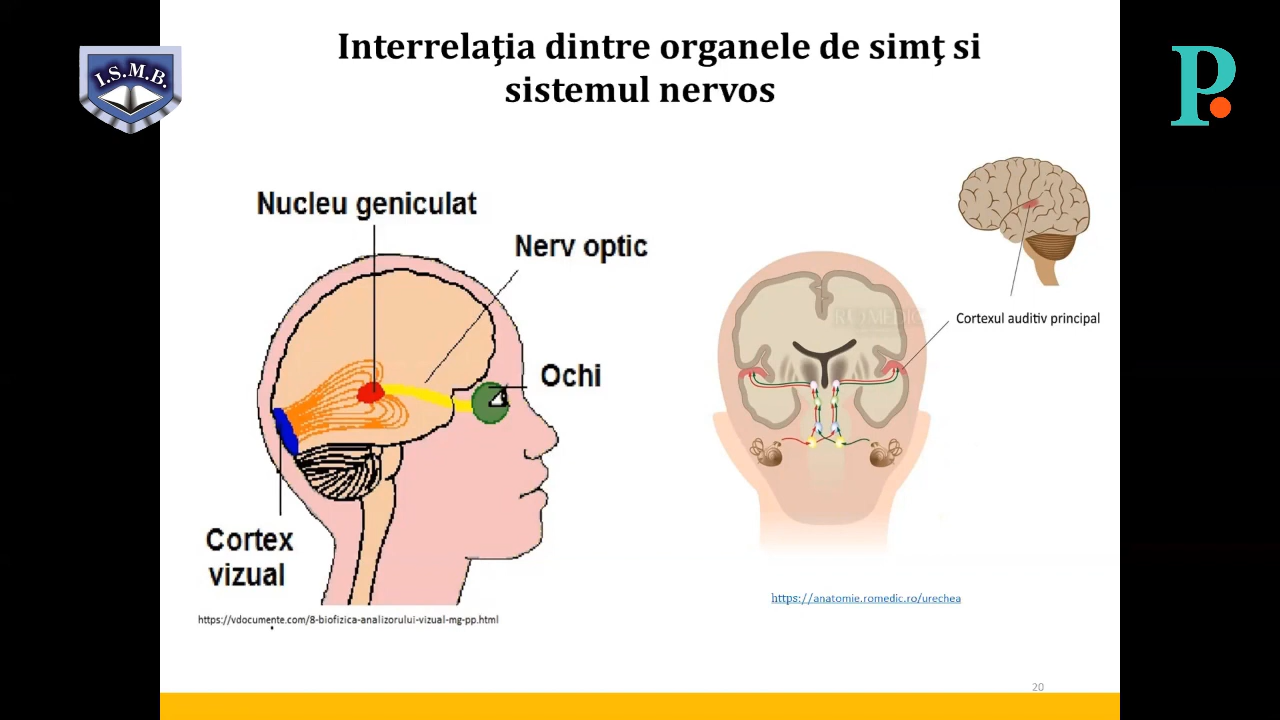 Interrelaţia dintre organele de simţ si
sistemul nervos
I.S.M.B.
P.
Nucleu geniculat
Nerv optic
Ochi
Cortex
vizual
https://vdocumente.com/8-biofizica-analizorului-vizual-mg-pp.html
Cortexul auditiv principal
ROMEDIC
https://anatomie.romedic.ro/urechea
20